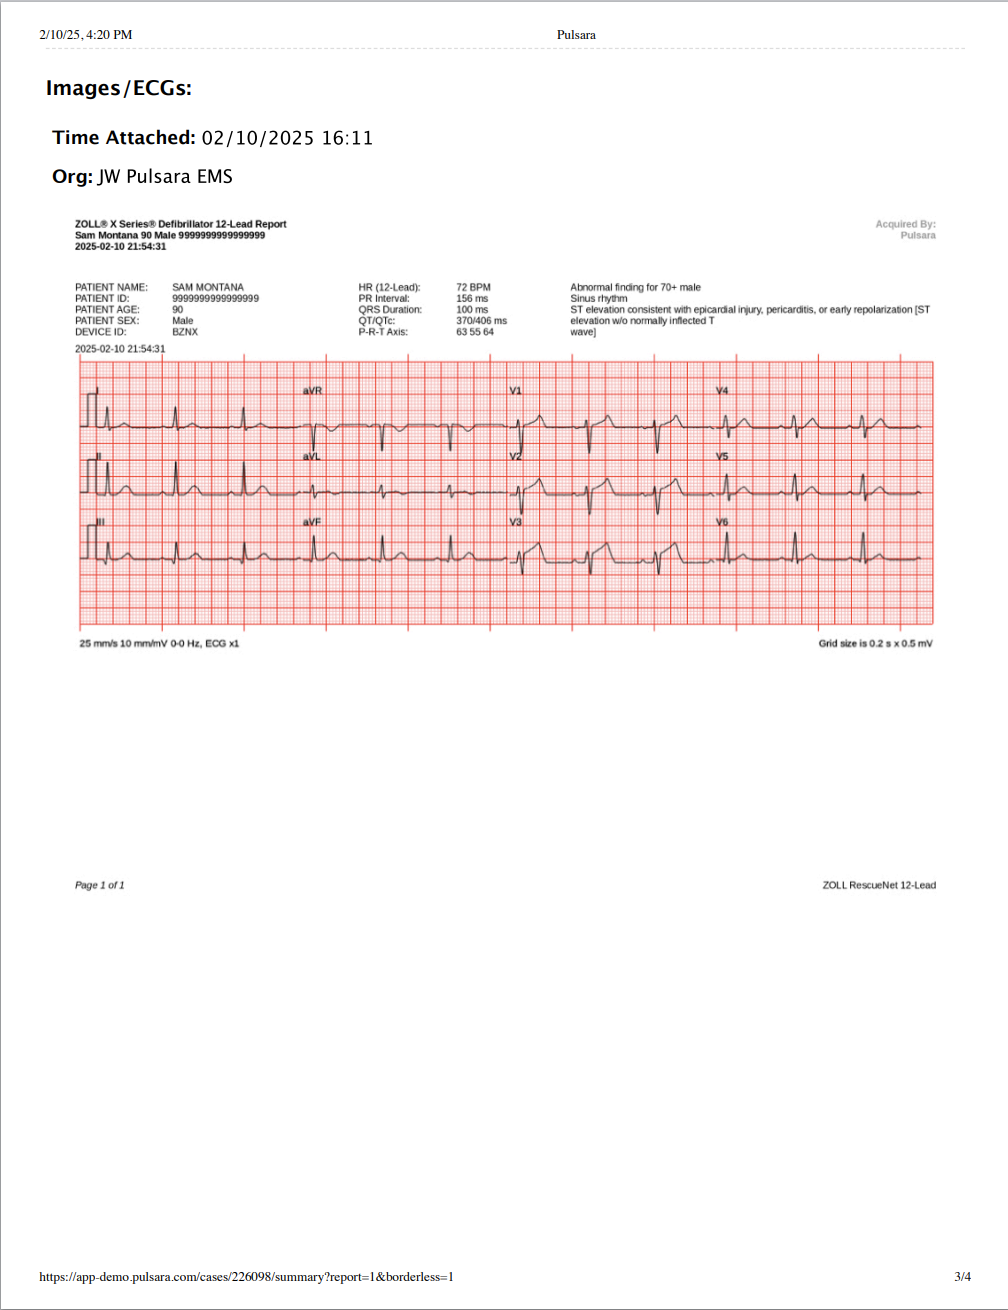 2/10/25, 4:20 PM Pulsara
Images/ECGs:
Time Attached: 02/10/2025 16:11
Org: JW Pulsara EMS
ZOLL® X Series® Defibrillator 12-Lead Report
Sam Montana 90 Male 9999999999999999
2025-02-10 21:54:31
Acquired By:
Pulsara
PATIENT NAME: SAM MONTANA
PATIENT ID: 9999999999999999
PATIENT AGE: 90
PATIENT SEX: Male
DEVICE ID: BZNX
HR (12-Lead): 72 BPM
PR Interval: 156 ms
QRS Duration: 100 ms
QT/QTc: 370/406 ms
P-R-T Axis: 63 55 64
Abnormal finding for 70+ male
Sinus rhythm
ST elevation consistent with epicardial injury, pericarditis, or early repolarization [ST
elevation w/o normally inflected T
wave]
2025-02-10 21:54:31
I aVR V1 V4
II aVL V2 V5
III aVF V3 V6
25 mm/s 10 mm/mV 0-0 Hz, ECG x1 Grid size is 0.2 s x 0.5 mV
Page 1 of 1 ZOLL RescueNet 12-Lead
https://app-demo.pulsara.com/cases/226098/summary?report=1&borderless=1 3/4